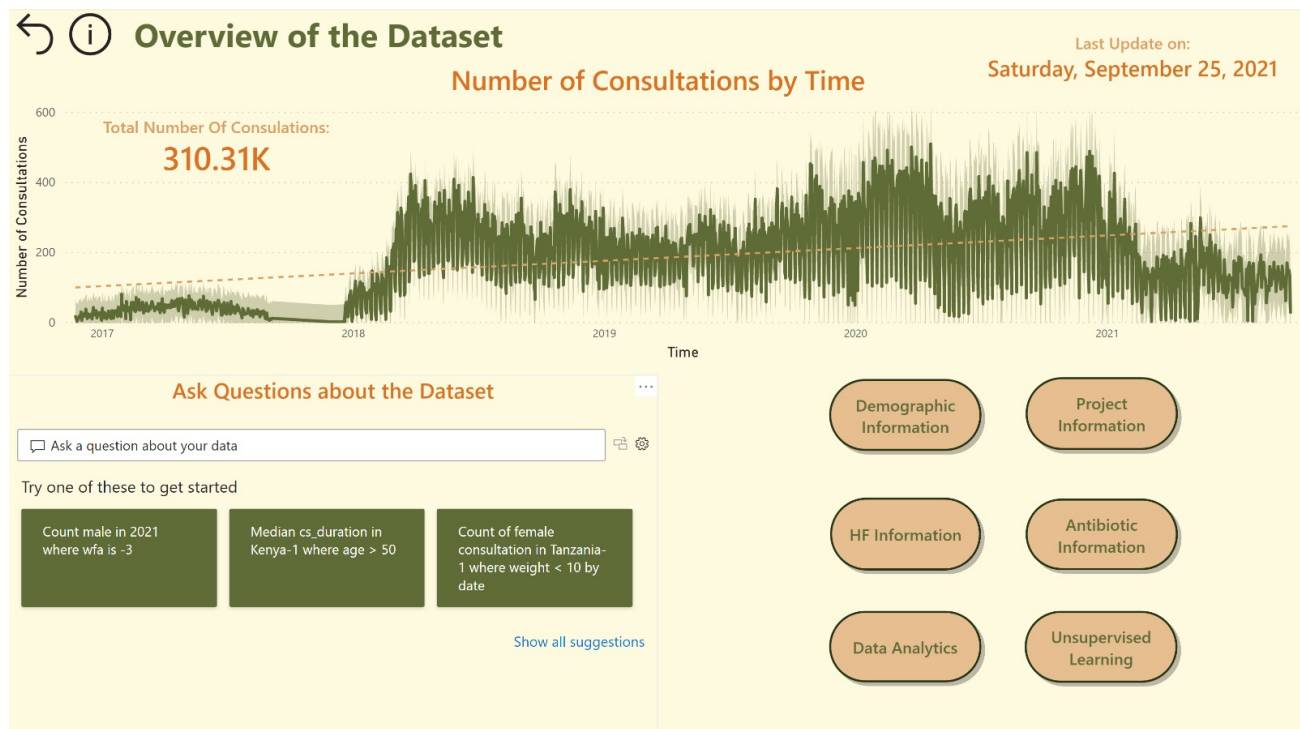 Overview of the Dataset
Last Update on:
Saturday, September 25, 2021
Number of Consultations by Time
Total Number Of Consulations:
310.31K
Number of Consultations
600
400
200
0
2017
2018
2019
2020
2021
Time
Ask Questions about the Dataset
Ask a question about your data
Try one of these to get started
Count male in 2021
where wfa is -3
Median cs_duration in
Kenya-1 where age > 50
Count of female
consultation in Tanzania-
1 where weight < 10 by
date
Show all suggestions
Demographic
Information
Project
Information
HF Information
Antibiotic
Information
Data Analytics
Unsupervised
Learning